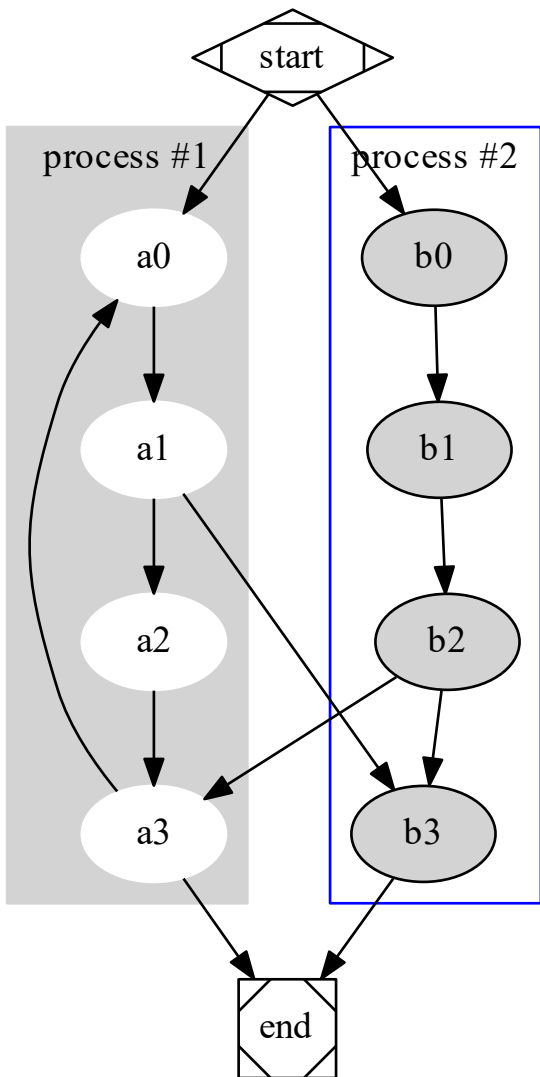 start
process #1
process #2
a0
b0
a1
b1
a2
b2
a3
b3
end